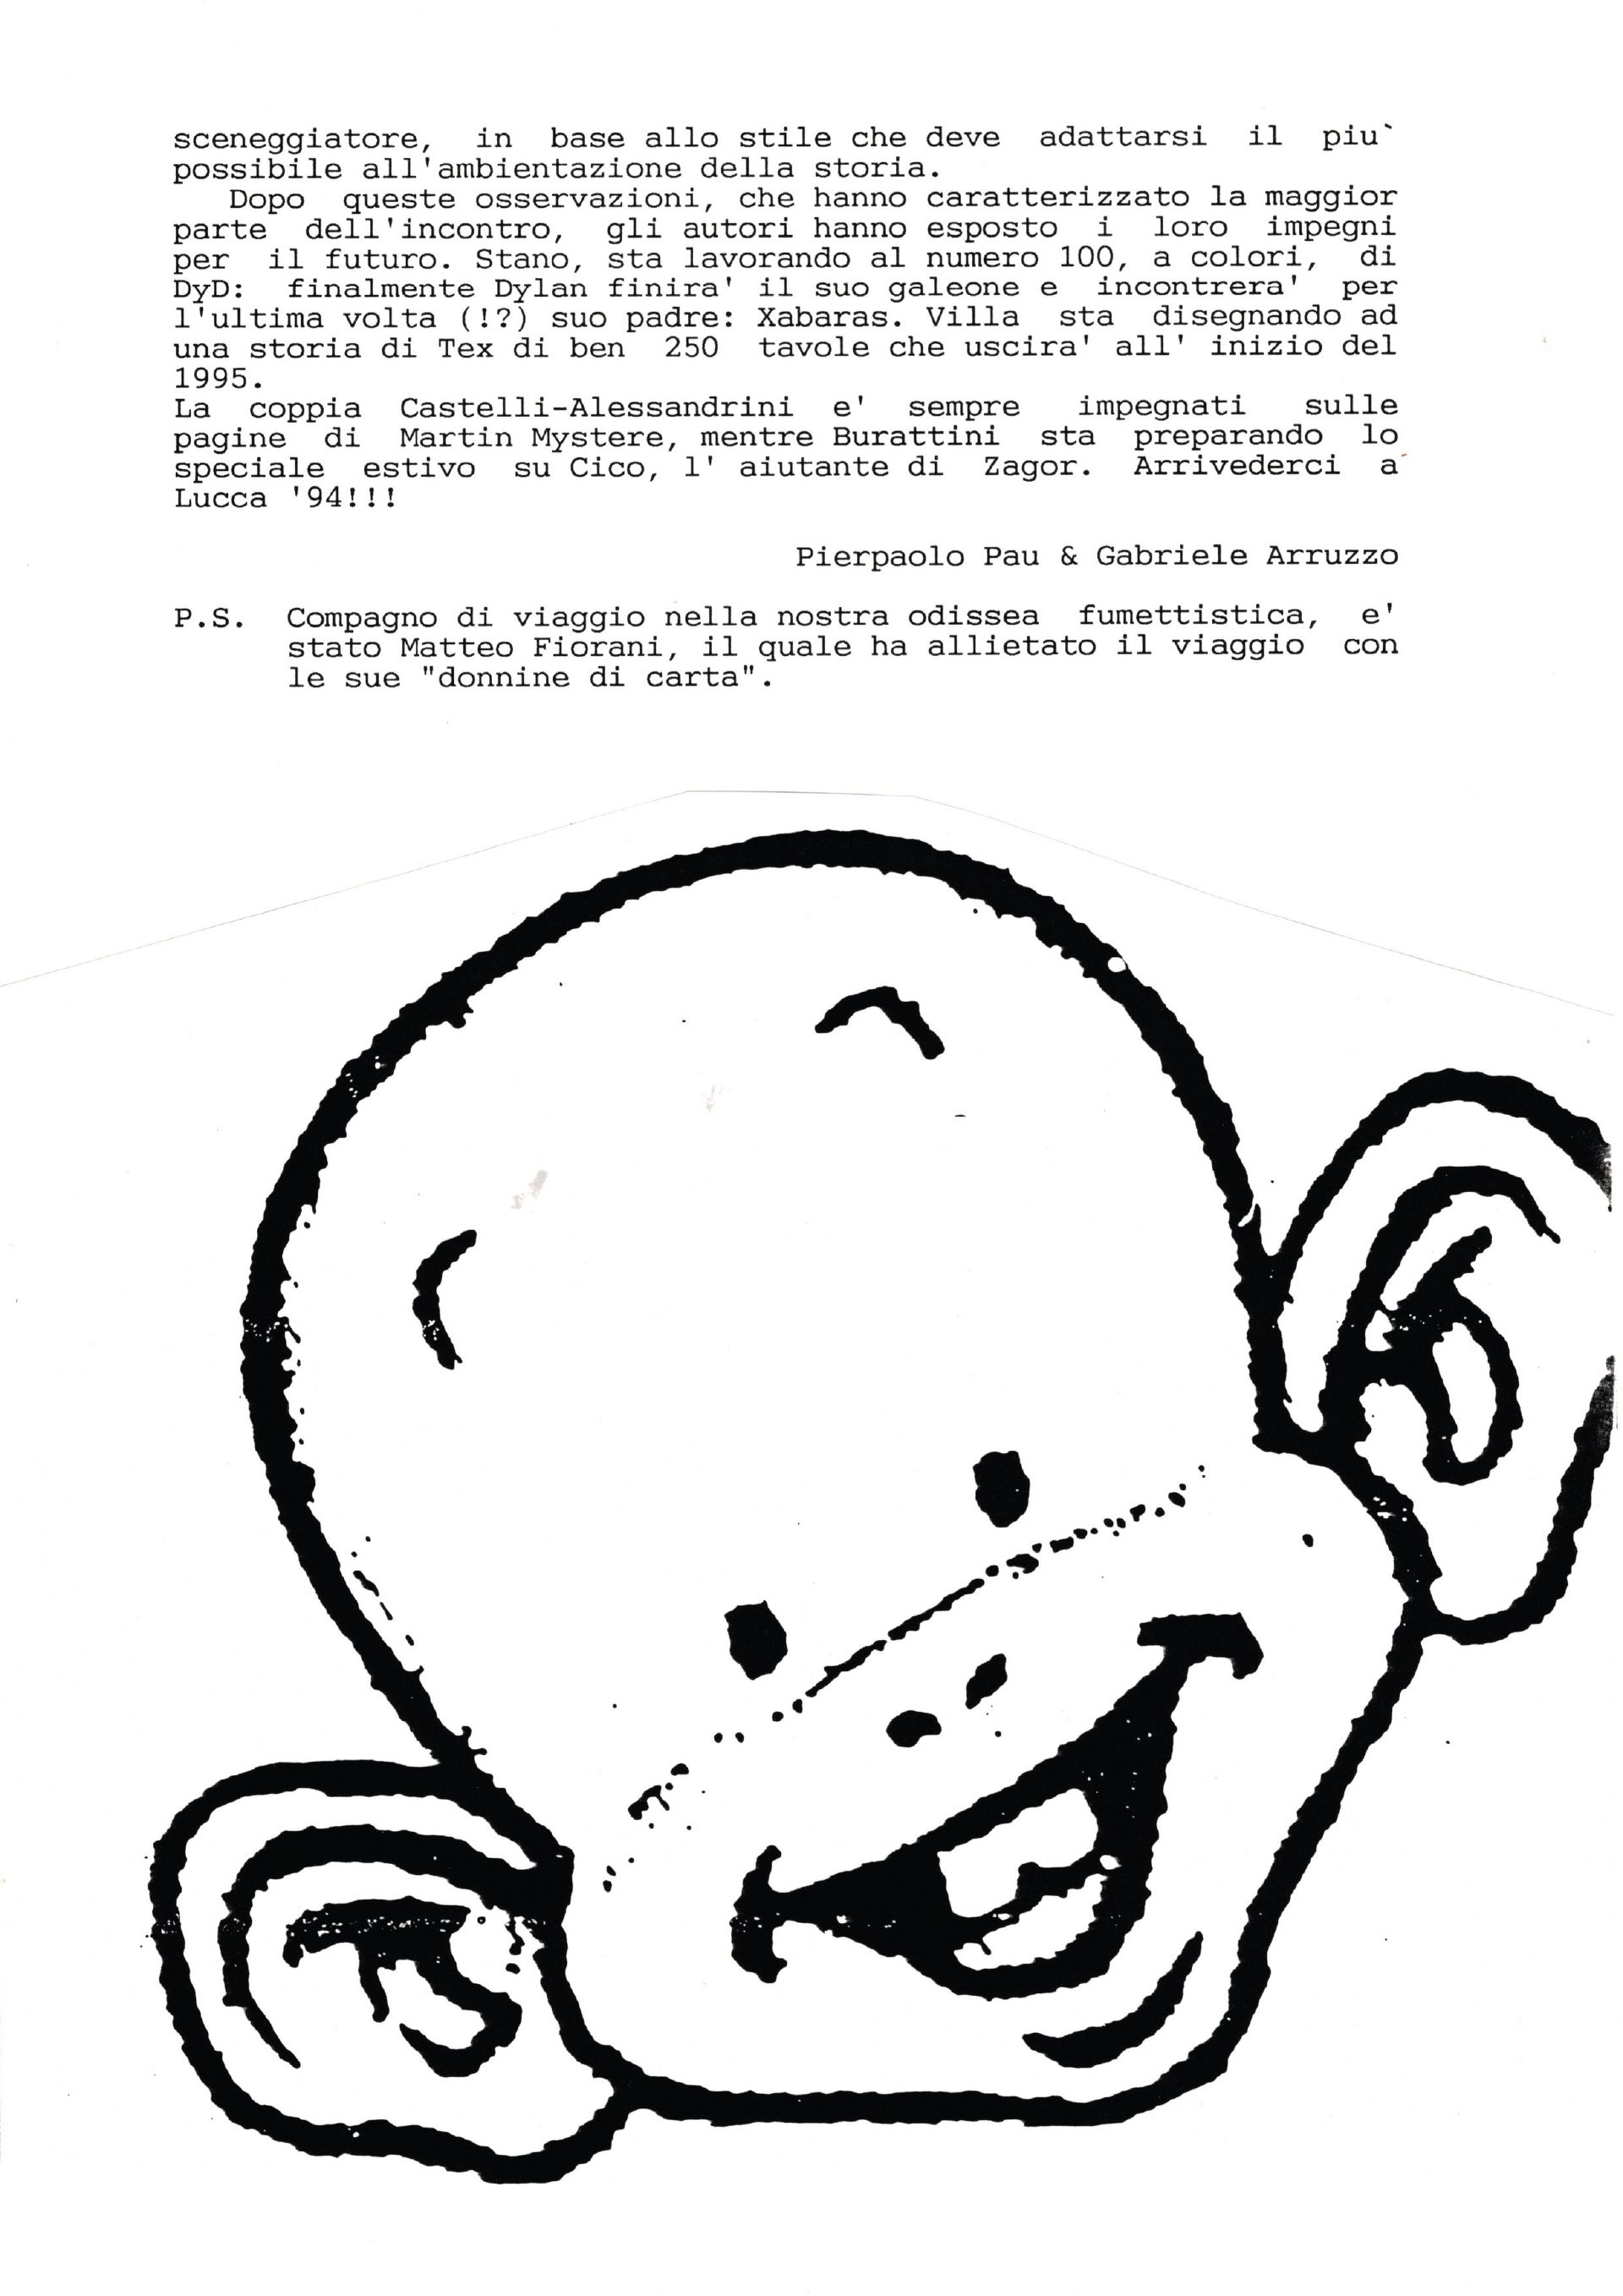 sceneggiatore, in base allo stile che deve adattarsi il piu`
possibile all'ambientazione della storia.
Dopo queste osservazioni, che hanno caratterizzato la maggior
parte dell'incontro, gli autori hanno esposto i loro impegni
per il futuro. Stano, sta lavorando al numero 100, a colori, di
DyD: finalmente Dylan finira' il suo galeone e incontrera' per
l'ultima volta (!?) suo padre: Xabaras. Villa sta disegnando ad
una storia di Tex di ben 250 tavole che uscira' all' inizio del
1995.
La coppia Castelli-Alessandrini e' sempre impegnati sulle
pagine di Martin Mystere, mentre Burattini sta preparando lo
speciale estivo su Cico, l' aiutante di Zagor. Arrivederci a
Lucca '94!!!
Pierpaolo Pau & Gabriele Arruzzo
P.S. Compagno di viaggio nella nostra odissea fumettistica, e'
stato Matteo Fiorani, il quale ha allietato il viaggio con
le sue "donnine di carta".